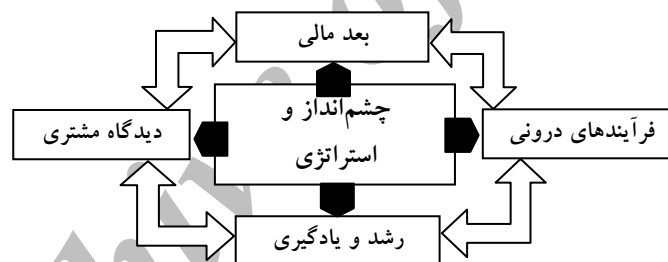 بعد مالی
چشم‌انداز و
استراتژی
فرآیندهای درونی
دیدگاه مشتری
رشد و یادگیری